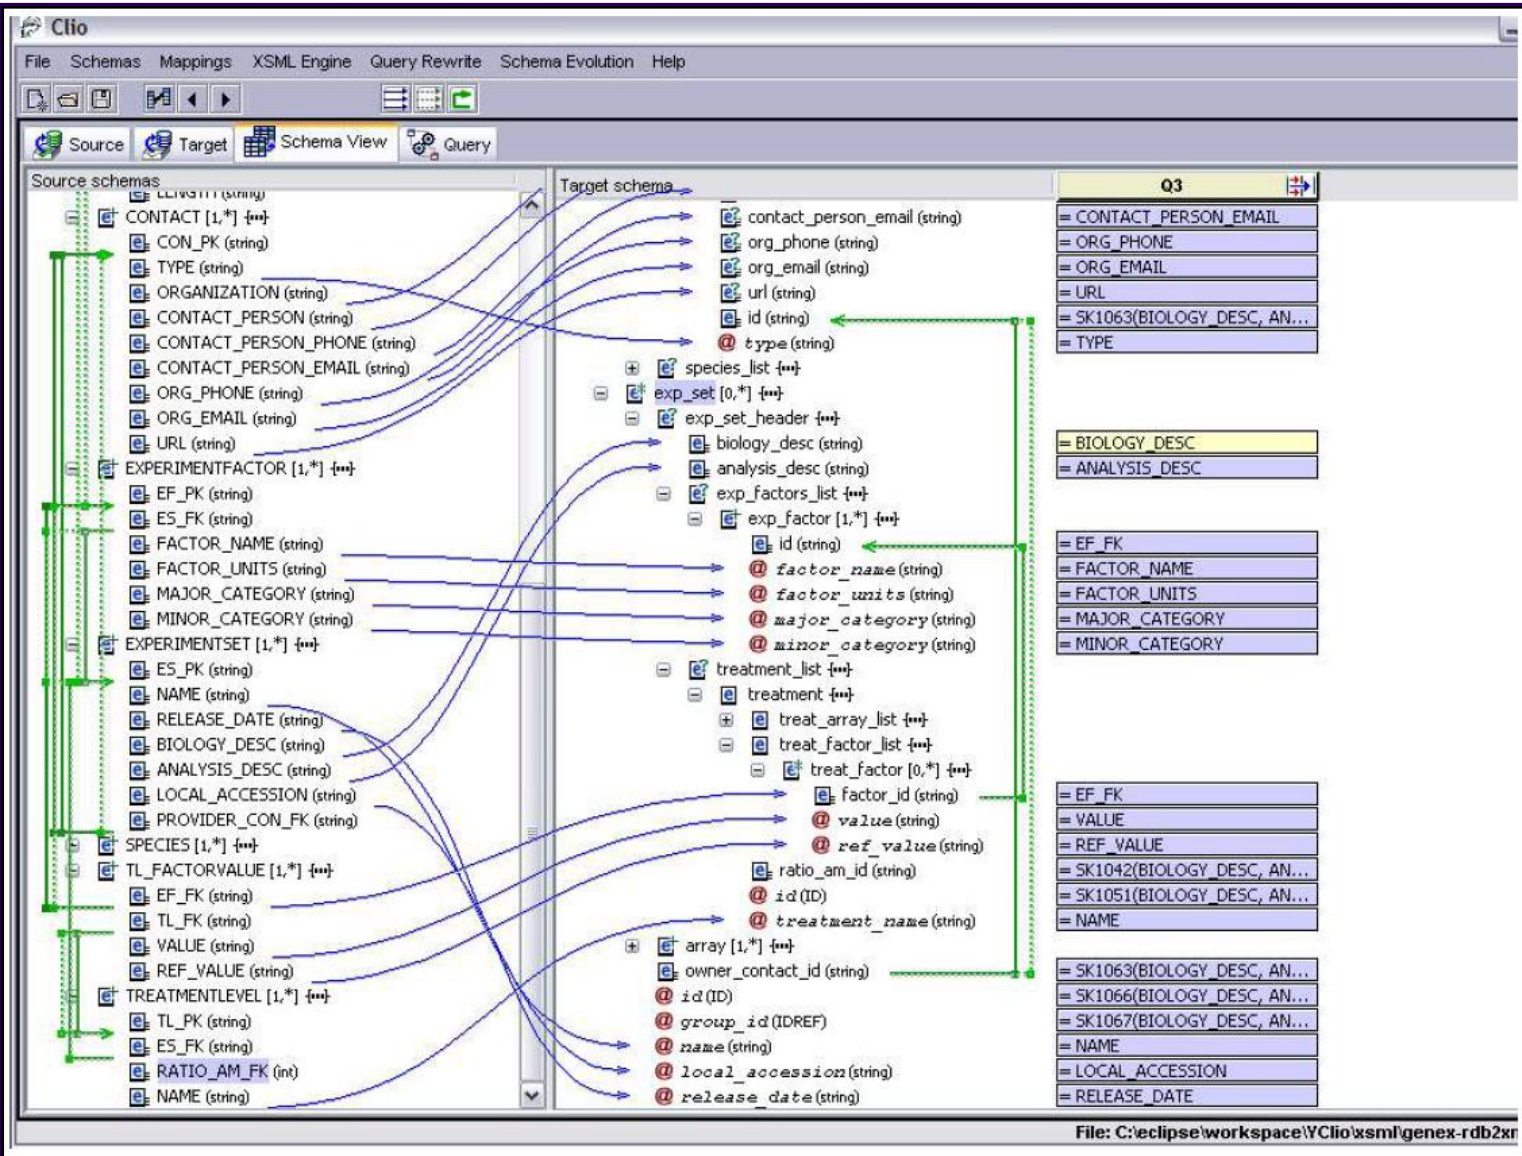 Clio
File Schemas Mappings XSML Engine Query Rewrite Schema Evolution Help
Source Target Schema View Query
Source schemas
LENGTH (string)
CONTACT [1,*]
CON_PK (string)
TYPE (string)
ORGANIZATION (string)
CONTACT_PERSON (string)
CONTACT_PERSON_PHONE (string)
CONTACT_PERSON_EMAIL (string)
ORG_PHONE (string)
ORG_EMAIL (string)
URL (string)
EXPERIMENTFACTOR [1,*]
EF_PK (string)
ES_FK (string)
FACTOR_NAME (string)
FACTOR_UNITS (string)
MAJOR_CATEGORY (string)
MINOR_CATEGORY (string)
EXPERIMENTSET [1,*]
ES_PK (string)
NAME (string)
RELEASE_DATE (string)
BIOLOGY_DESC (string)
ANALYSIS_DESC (string)
LOCAL_ACCESSION (string)
PROVIDER_CON_FK (string)
SPECIES [1,*]
TL_FACTORVALUE [1,*]
EF_FK (string)
TL_FK (string)
VALUE (string)
REF_VALUE (string)
TREATMENTLEVEL [1,*]
TL_PK (string)
ES_FK (string)
RATIO_AM_FK (int)
NAME (string)
Target schema
contact_person_email (string)
org_phone (string)
org_email (string)
url (string)
id (string)
@ type (string)
species_list
exp_set [0,*]
exp_set_header
biology_desc (string)
analysis_desc (string)
exp_factors_list
exp_factor [1,*]
id (string)
@ factor_name (string)
@ factor_units (string)
@ major_category (string)
@ minor_category (string)
treatment_list
treatment
treat_array_list
treat_factor_list
treat_factor [0,*]
factor_id (string)
@ value (string)
@ ref_value (string)
ratio_am_id (string)
@ id (ID)
@ treatment_name (string)
array [1,*]
owner_contact_id (string)
@ id (ID)
@ group_id (IDREF)
@ name (string)
@ local_accession (string)
@ release_date (string)
Q3
= CONTACT_PERSON_EMAIL
= ORG_PHONE
= ORG_EMAIL
= URL
= SK1063(BIOLOGY_DESC, AN...
= TYPE
= BIOLOGY_DESC
= ANALYSIS_DESC
= EF_FK
= FACTOR_NAME
= FACTOR_UNITS
= MAJOR_CATEGORY
= MINOR_CATEGORY
= EF_FK
= VALUE
= REF_VALUE
= SK1042(BIOLOGY_DESC, AN...
= SK1051(BIOLOGY_DESC, AN...
= NAME
= SK1063(BIOLOGY_DESC, AN...
= SK1066(BIOLOGY_DESC, AN...
= SK1067(BIOLOGY_DESC, AN...
= NAME
= LOCAL_ACCESSION
= RELEASE_DATE
File: C:\eclipse\workspace\YClio\xsml\genex-rdb2xm